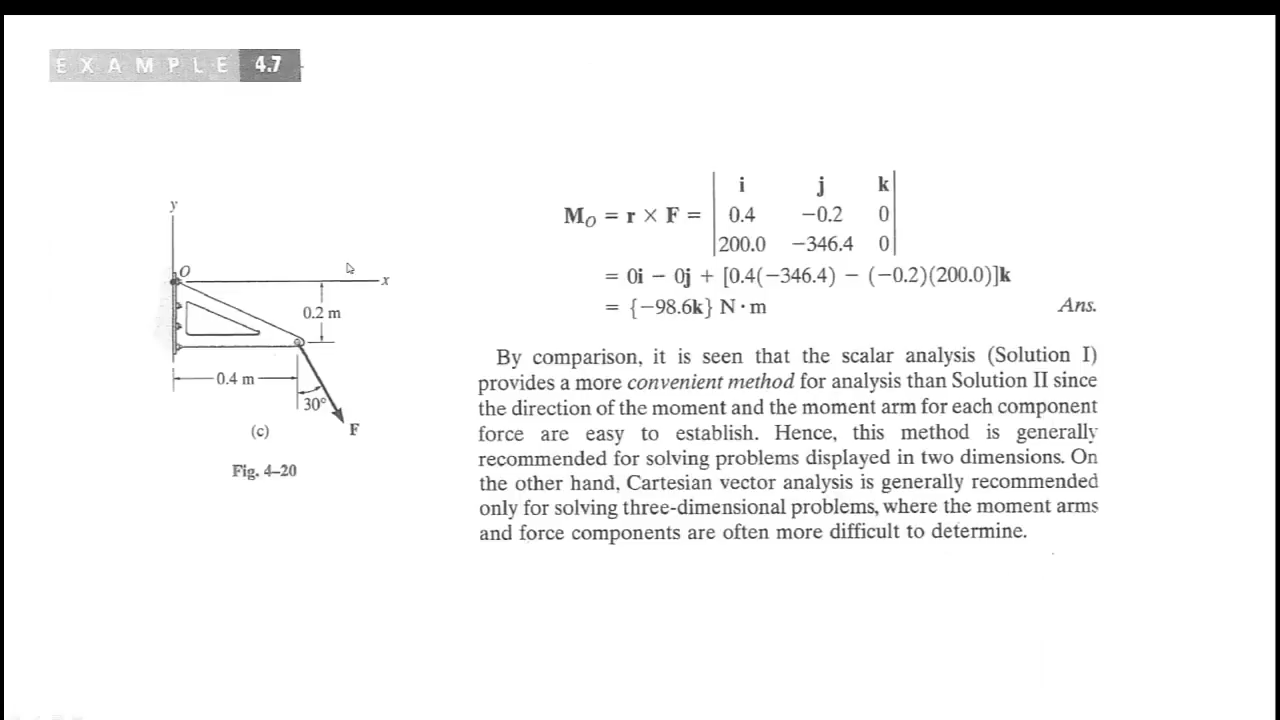 EXAMPLE 4.7
y
O
x
0.2 m
0.4 m
30°
F
(c)
Fig. 4–20
i j k
M_O = r × F = 0.4 −0.2 0
200.0 −346.4 0
= 0i − 0j + [0.4(−346.4) − (−0.2)(200.0)]k
= {−98.6k} N·m Ans.
By comparison, it is seen that the scalar analysis (Solution I)
provides a more convenient method for analysis than Solution II since
the direction of the moment and the moment arm for each component
force are easy to establish. Hence, this method is generally
recommended for solving problems displayed in two dimensions. On
the other hand, Cartesian vector analysis is generally recommended
only for solving three-dimensional problems, where the moment arms
and force components are often more difficult to determine.